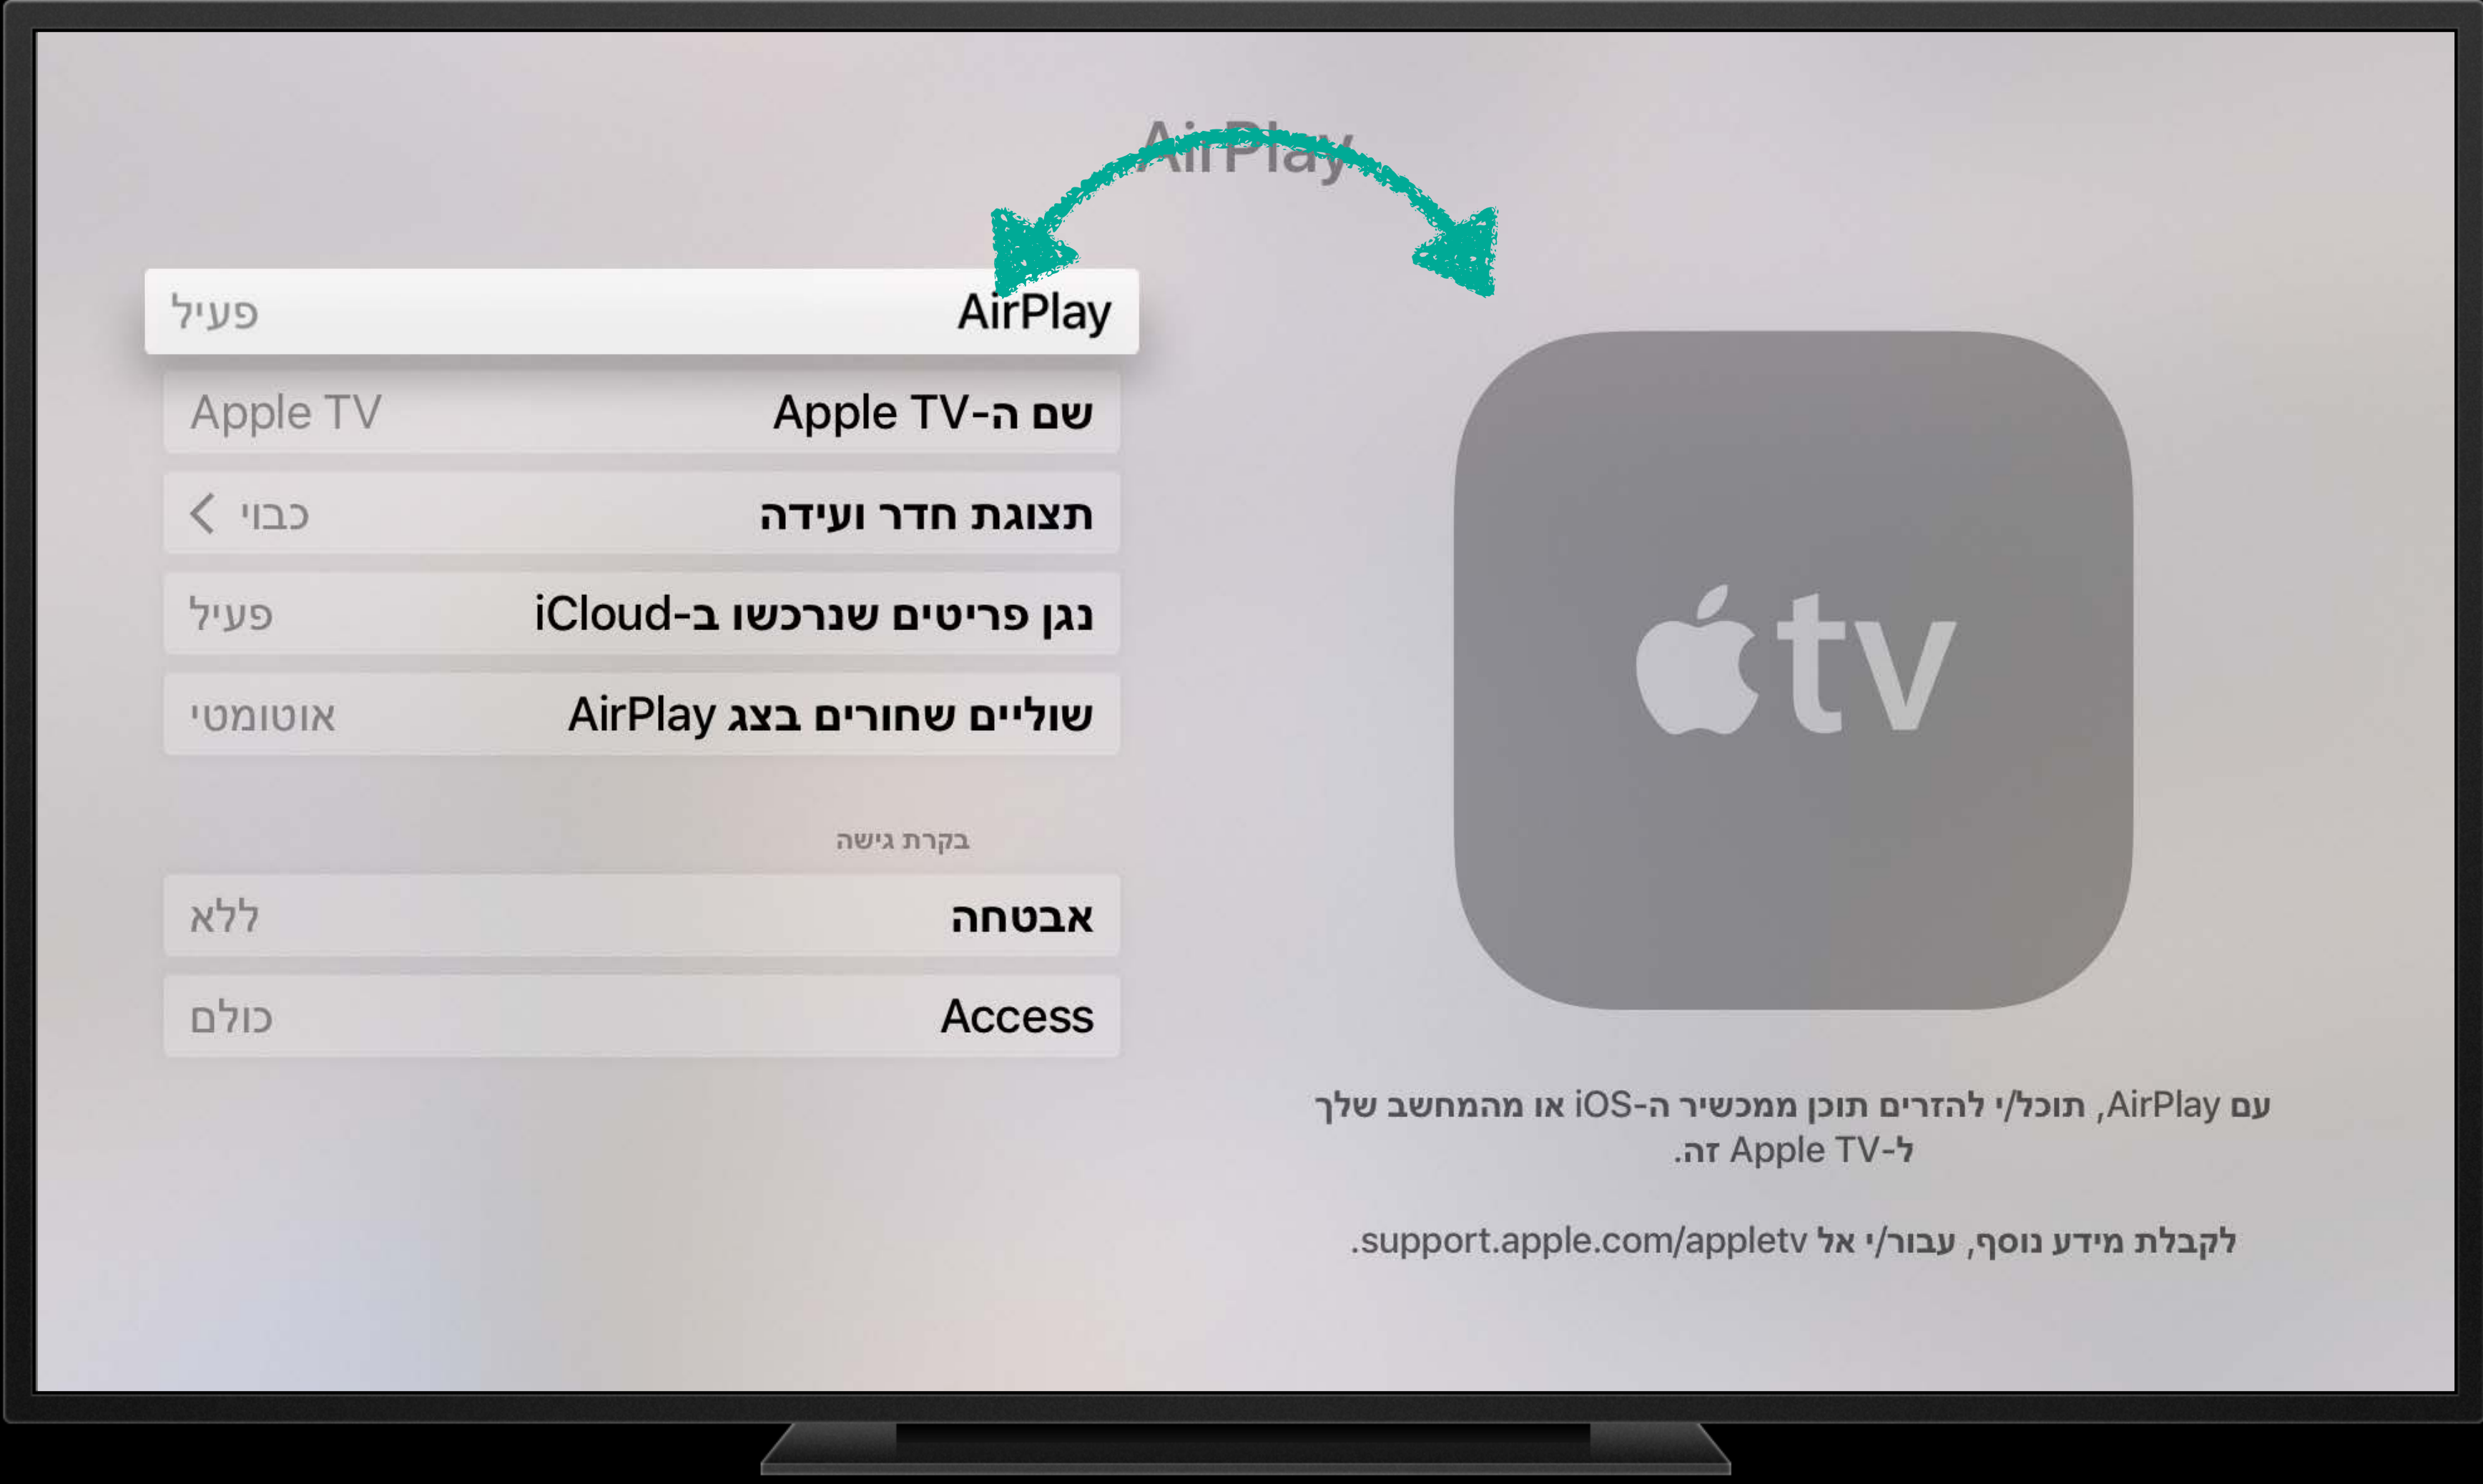 AirPlay
AirPlay פעיל
שם ה-Apple TV Apple TV
תצוגת חדר ועידה כבוי
נגן פריטים שנרכשו ב-iCloud פעיל
שוליים שחורים בצג AirPlay אוטומטי
בקרת גישה
אבטחה ללא
Access כולם
tv
עם AirPlay, תוכל/י להזרים תוכן ממכשיר ה-iOS או מהמחשב שלך
ל-Apple TV זה.
לקבלת מידע נוסף, עבור/י אל support.apple.com/appletv.